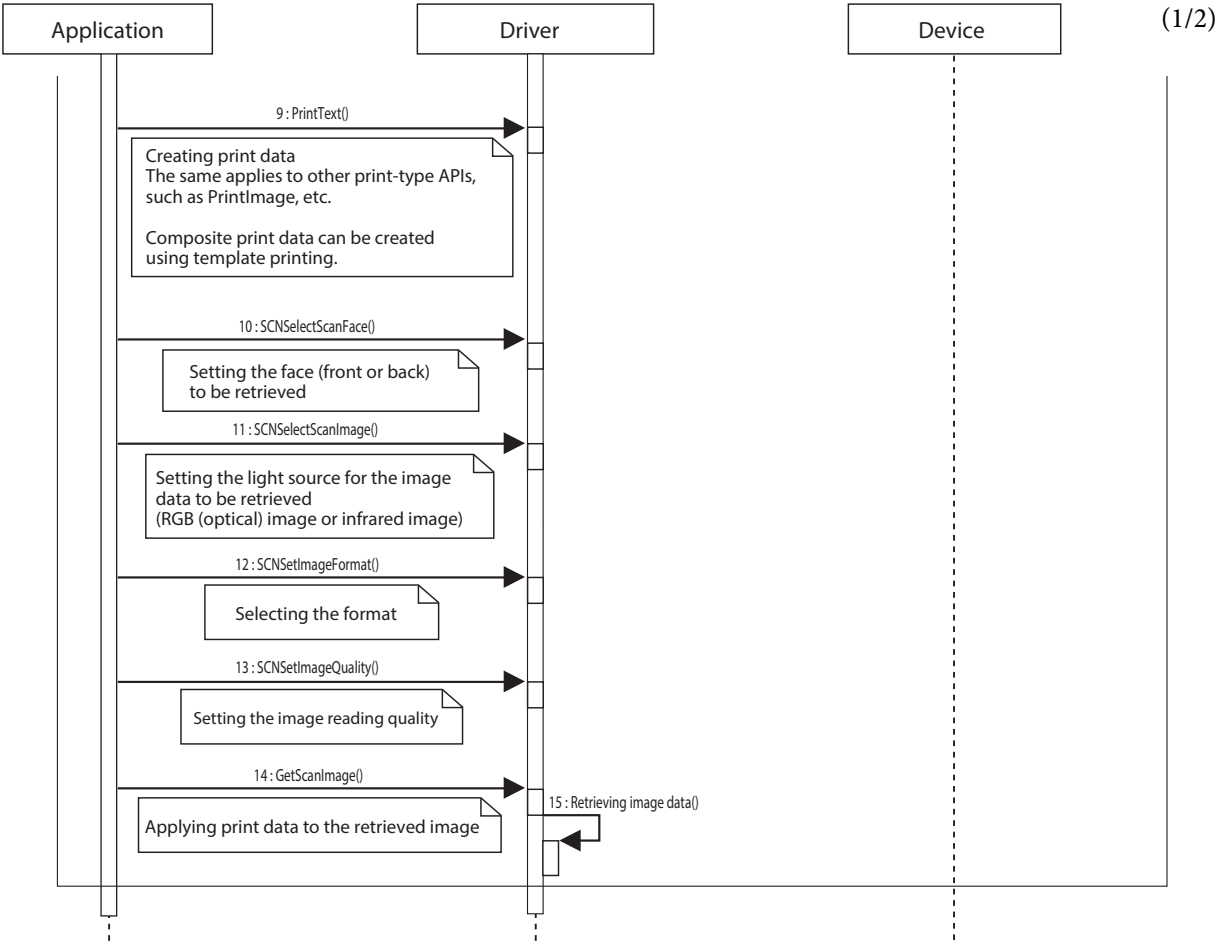 Application
Driver
Device
(1/2)
9 : PrintText()
Creating print data
The same applies to other print-type APIs,
such as PrintImage, etc.
Composite print data can be created
using template printing.
10 : SCNSelectScanFace()
Setting the face (front or back)
to be retrieved
11 : SCNSelectScanImage()
Setting the light source for the image
data to be retrieved
(RGB (optical) image or infrared image)
12 : SCNSetImageFormat()
Selecting the format
13 : SCNSetImageQuality()
Setting the image reading quality
14 : GetScanImage()
15 : Retrieving image data()
Applying print data to the retrieved image